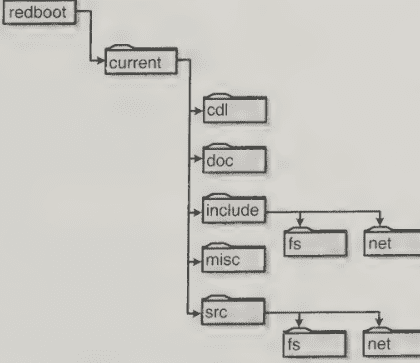 redboot
current
cdl
doc
include
fs
net
misc
src
fs
net